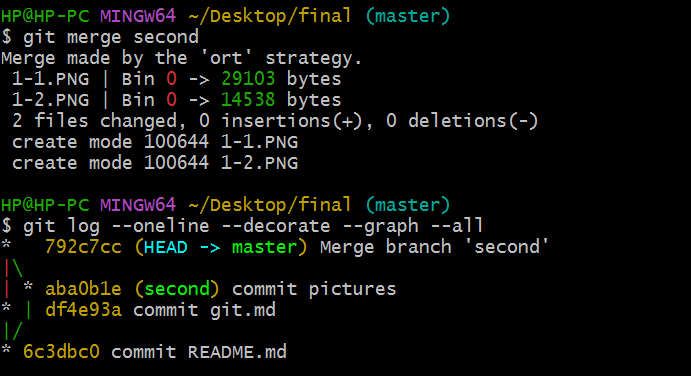 HP@HP-PC MINGW64 ~/Desktop/final (master)
$ git merge second
Merge made by the 'ort' strategy.
 1-1.PNG | Bin 0 -> 29103 bytes
 1-2.PNG | Bin 0 -> 14538 bytes
 2 files changed, 0 insertions(+), 0 deletions(-)
 create mode 100644 1-1.PNG
 create mode 100644 1-2.PNG

HP@HP-PC MINGW64 ~/Desktop/final (master)
$ git log --oneline --decorate --graph --all
*   792c7cc (HEAD -> master) Merge branch 'second'
|\
| * aba0b1e (second) commit pictures
* | df4e93a commit git.md
|/
* 6c3dbc0 commit README.md